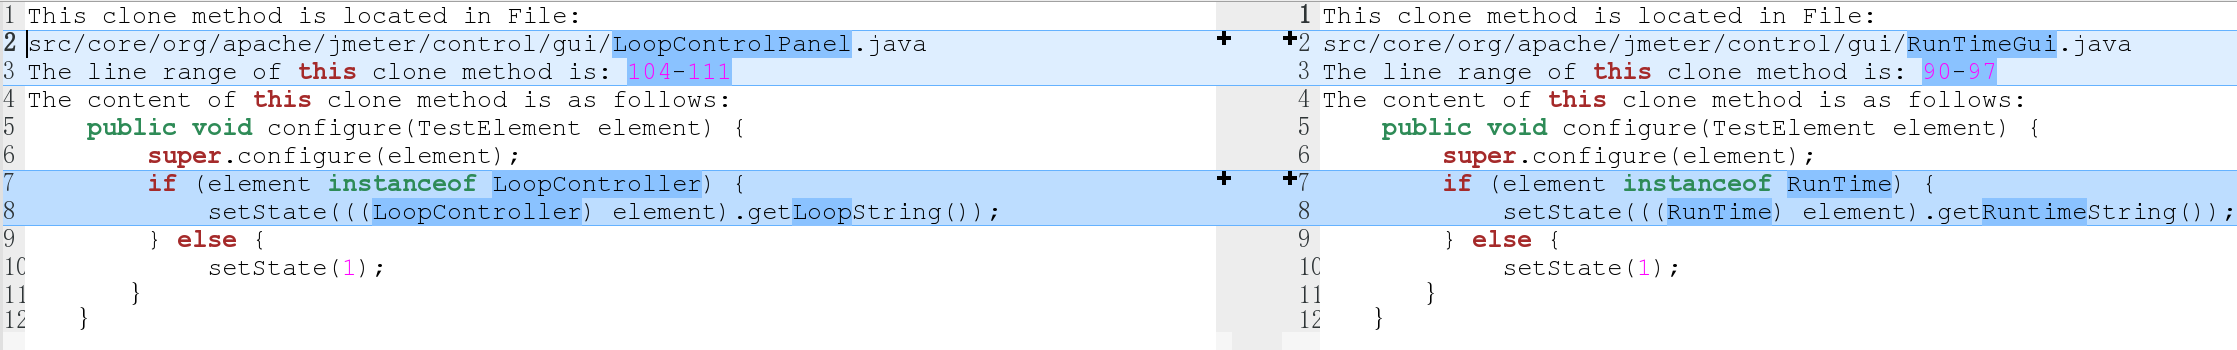 1 This clone method is located in File:
2 src/core/org/apache/jmeter/control/gui/LoopControlPanel.java
3 The line range of this clone method is: 104-111
4 The content of this clone method is as follows:
5     public void configure(TestElement element) {
6         super.configure(element);
7         if (element instanceof LoopController) {
8             setState(((LoopController) element).getLoopString());
9         } else {
10             setState(1);
11        }
12    }
1 This clone method is located in File:
2 src/core/org/apache/jmeter/control/gui/RunTimeGui.java
3 The line range of this clone method is: 90-97
4 The content of this clone method is as follows:
5     public void configure(TestElement element) {
6         super.configure(element);
7         if (element instanceof RunTime) {
8             setState(((RunTime) element).getRuntimeString());
9         } else {
10             setState(1);
11        }
12    }